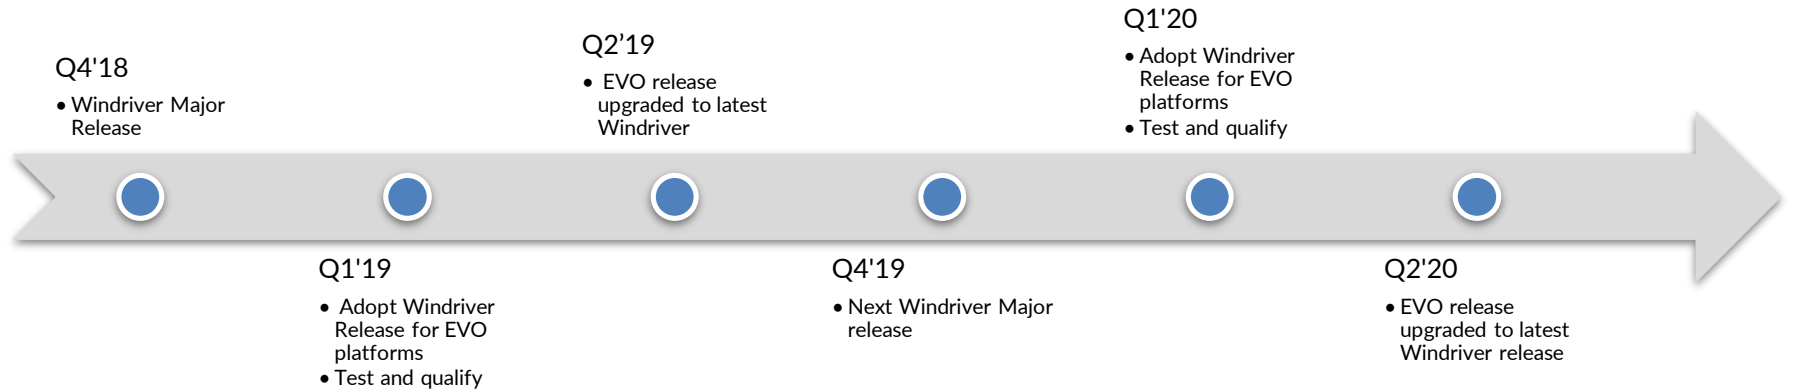 Q4'18
• Windriver Major
Release
Q1'19
• Adopt Windriver
Release for EVO
platforms
• Test and qualify
Q2’19
• EVO release
upgraded to latest
Windriver
Q4'19
• Next Windriver Major
release
Q1'20
• Adopt Windriver
Release for EVO
platforms
• Test and qualify
Q2'20
• EVO release
upgraded to latest
Windriver release